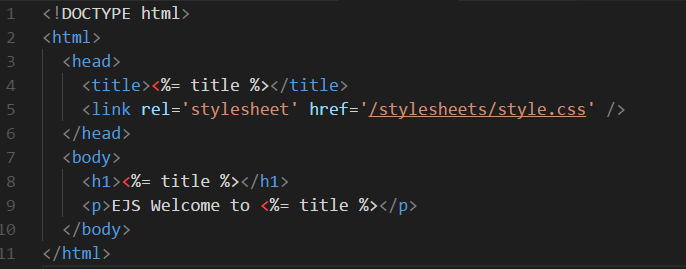 1 <!DOCTYPE html>
2 <html>
3 <head>
4 <title><%= title %></title>
5 <link rel='stylesheet' href='/stylesheets/style.css' />
6 </head>
7 <body>
8 <h1><%= title %></h1>
9 <p>EJS Welcome to <%= title %></p>
10 </body>
11 </html>